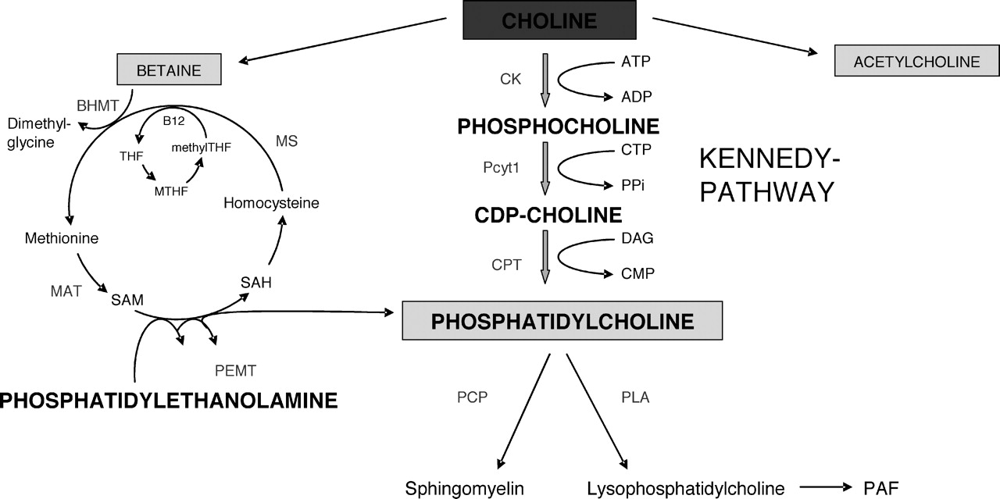 CHOLINE
ATP
BETAINE
ACETYLCHOLINE
CK
ADP
BHMT
Dimethyl-
glycine
B12
MS
PHOSPHOCHOLINE
THF
methylTHF
MTHF
Pcyt1
CTP
PPi
KENNEDY-
PATHWAY
Homocysteine
CDP-CHOLINE
Methionine
DAG
CPT
CMP
MAT
SAM
SAH
PHOSPHATIDYLCHOLINE
PEMT
PHOSPHATIDYLETHANOLAMINE
PCP
PLA
Sphingomyelin
Lysophosphatidylcholine
PAF